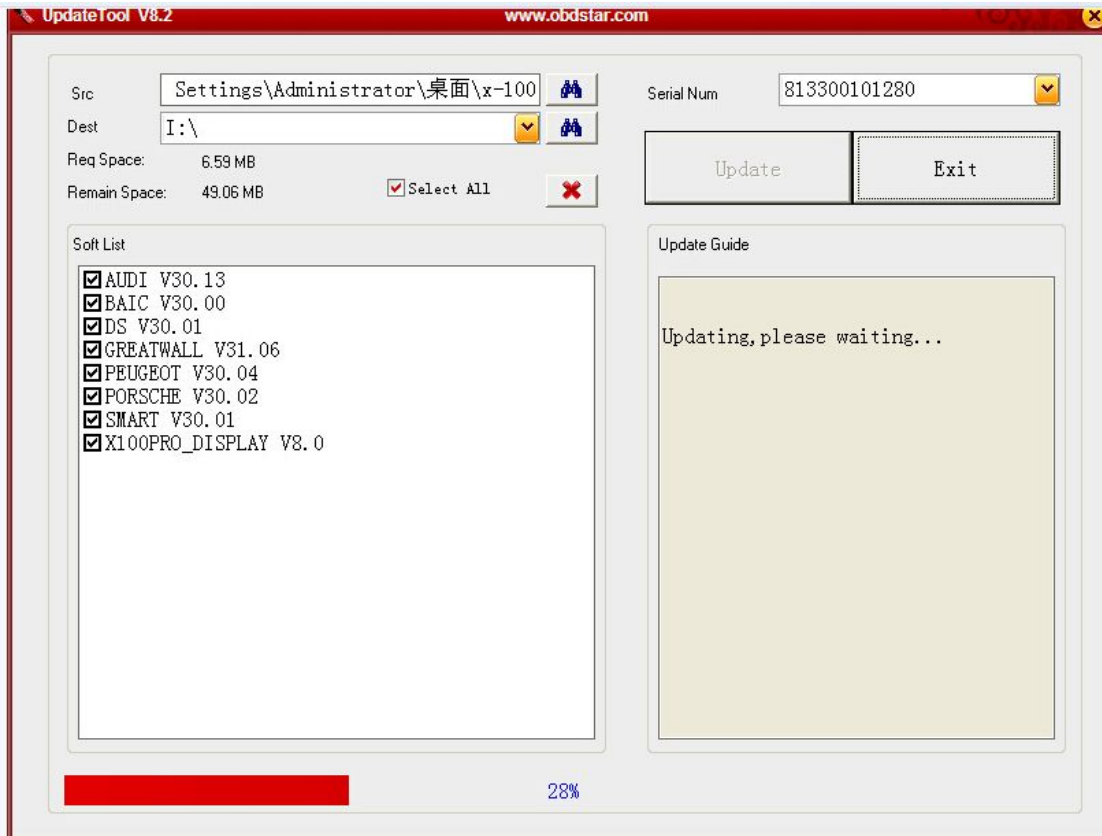 UpdateTool V8.2
www.obdstar.com
Src
Settings\Administrator\桌面\x-100
Serial Num
813300101280
Dest
I:\
Req Space:
6.59 MB
Remain Space:
49.06 MB
Select All
Update
Exit
Soft List
AUDI V30.13
BAIC V30.00
DS V30.01
GREATWALL V31.06
PEUGEOT V30.04
PORSCHE V30.02
SMART V30.01
X100PRO_DISPLAY V8.0
Update Guide
Updating,please waiting...
28%